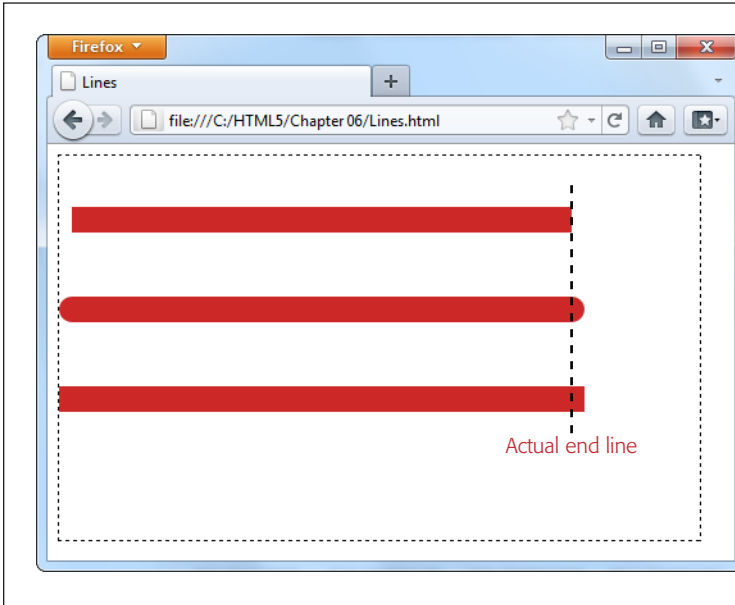 Firefox
Lines
file:///C:/HTML5/Chapter 06/Lines.html
Actual end line